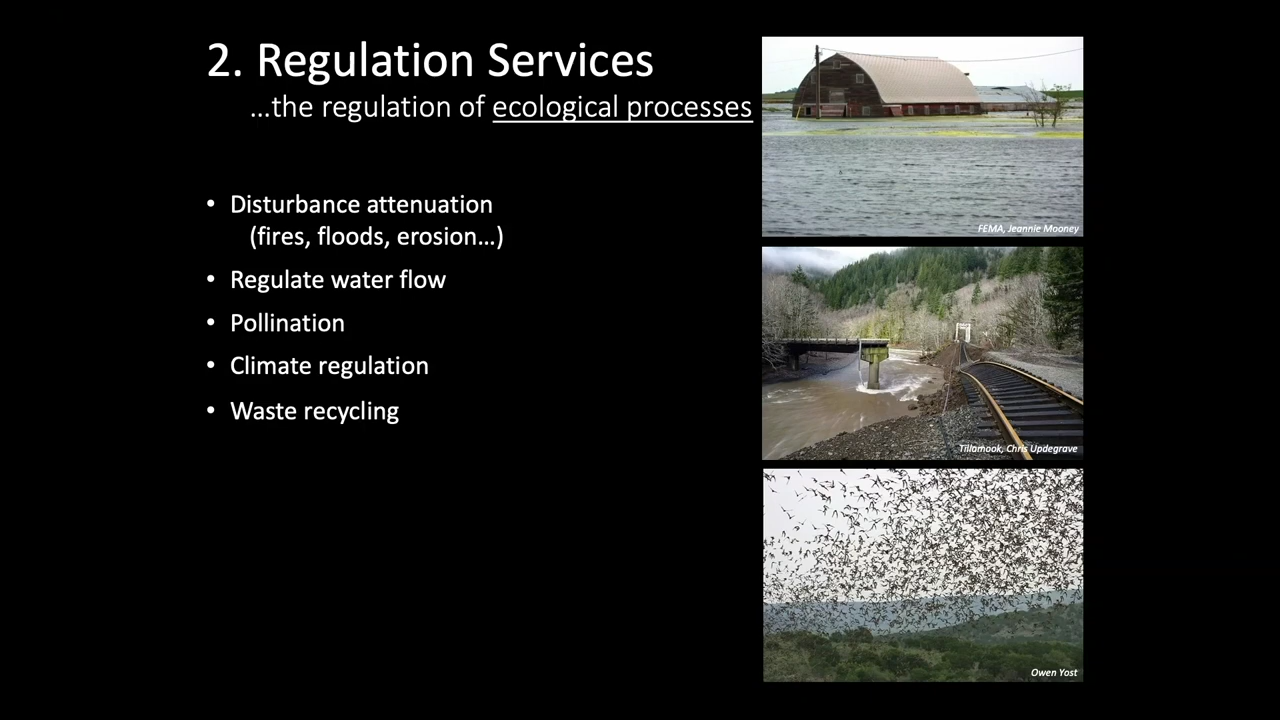 2. Regulation Services
...the regulation of ecological processes
• Disturbance attenuation
(fires, floods, erosion...)
• Regulate water flow
• Pollination
• Climate regulation
• Waste recycling
FEMA, Jeannie Mooney
Tillamook, Chris Updegrave
Owen Yost